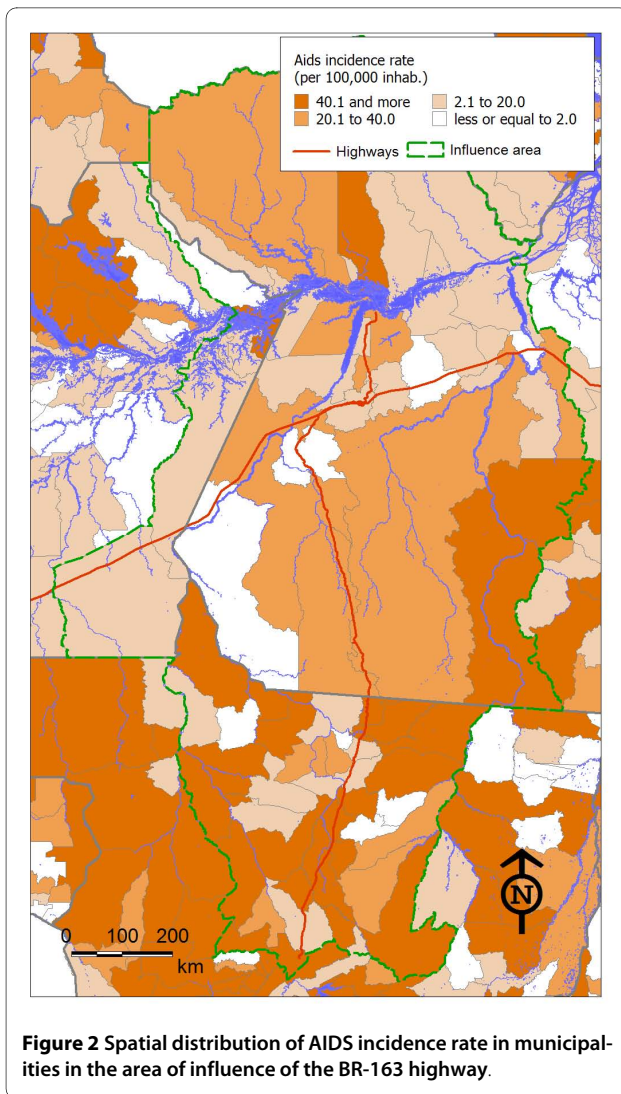 Aids incidence rate
(per 100,000 inhab.)
40.1 and more 2.1 to 20.0
20.1 to 40.0 less or equal to 2.0
Highways Influence area
N
0 100 200
km
Figure 2 Spatial distribution of AIDS incidence rate in municipal-
ities in the area of influence of the BR-163 highway.